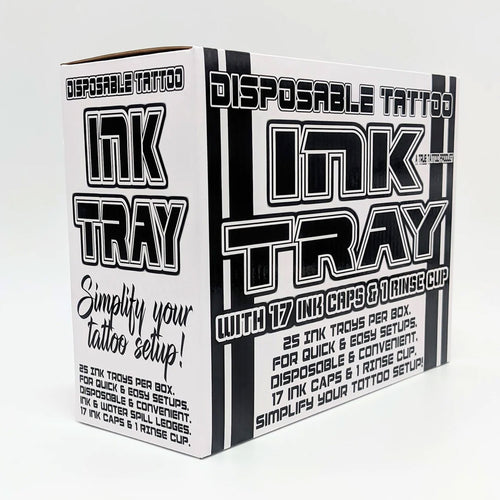 DISPOSABLE TATTOO
INK
TRAY
Simplify your
tattoo setup!
25 INK TRAYS PER BOX.
FOR QUICK & EASY SETUPS.
DISPOSABLE & CONVENIENT.
INK & WATER SPILL LEDGES.
17 INK CAPS & 1 RINSE CUP.
DISPOSABLE TATTOO
INK
A TRUE TATTOO PRODUCT
TRAY
WITH 17 INK CAPS & 1 RINSE CUP
25 INK TRAYS PER BOX.
FOR QUICK & EASY SETUPS.
DISPOSABLE & CONVENIENT.
17 INK CAPS & 1 RINSE CUP.
SIMPLIFY YOUR TATTOO SETUP!